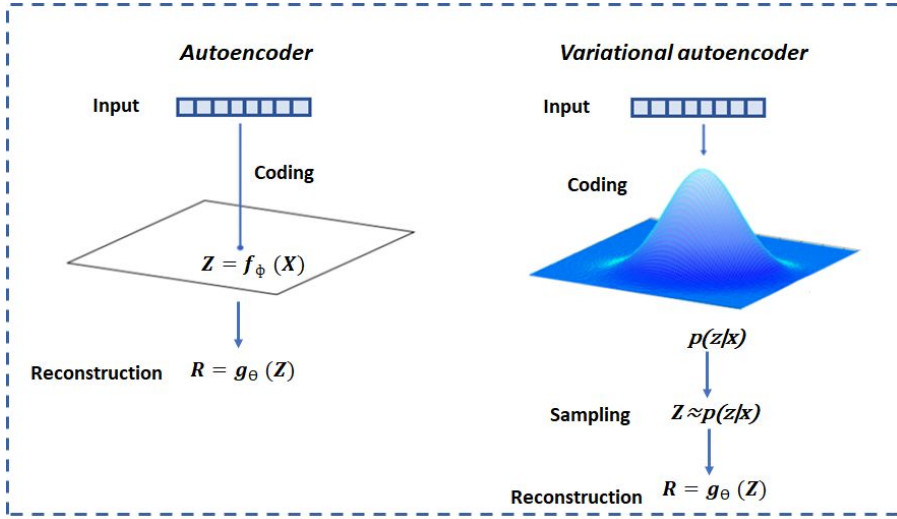 Autoencoder
Input
Coding
Z = f_ϕ (X)
Reconstruction R = g_θ (Z)
Variational autoencoder
Input
Coding
p(z|x)
Sampling Z≈p(z|x)
Reconstruction R = g_θ (Z)